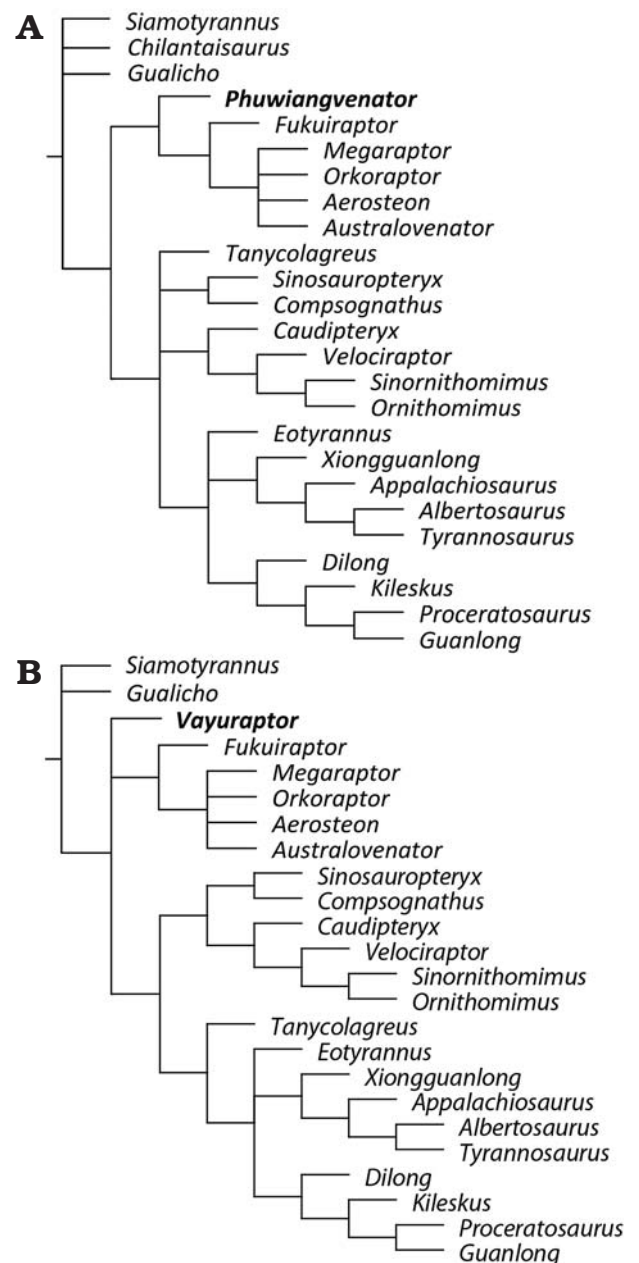 A
Siamotyrannus
Chilantaisaurus
Gualicho
Phuwiangvenator
Fukuiraptor
Megaraptor
Orkoraptor
Aerosteon
Australovenator
Tanycolagreus
Sinosauropteryx
Compsognathus
Caudipteryx
Velociraptor
Sinornithomimus
Ornithomimus
Eotyrannus
Xiongguanlong
Appalachiosaurus
Albertosaurus
Tyrannosaurus
Dilong
Kileskus
Proceratosaurus
Guanlong
B
Siamotyrannus
Gualicho
Vayuraptor
Fukuiraptor
Megaraptor
Orkoraptor
Aerosteon
Australovenator
Sinosauropteryx
Compsognathus
Caudipteryx
Velociraptor
Sinornithomimus
Ornithomimus
Tanycolagreus
Eotyrannus
Xiongguanlong
Appalachiosaurus
Albertosaurus
Tyrannosaurus
Dilong
Kileskus
Proceratosaurus
Guanlong